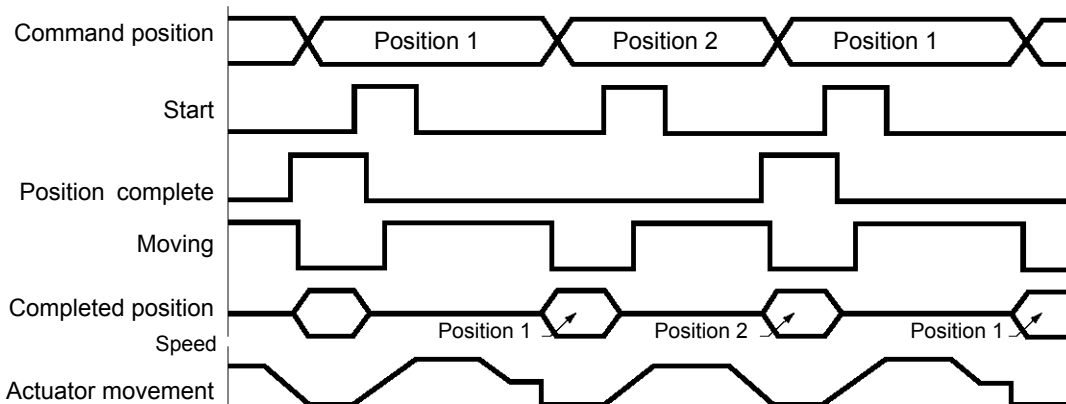 Command position
Position 1
Position 2
Position 1
Start
Position complete
Moving
Completed position
Position 1
Position 2
Position 1
Speed
Actuator movement